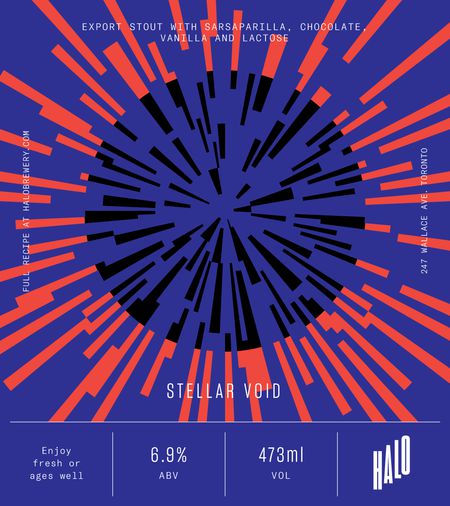 EXPORT STOUT WITH SARSAPARILLA, CHOCOLATE,
VANILLA AND LACTOSE
FULL RECIPE AT HALOBREWERY.COM
247 WALLACE AVE. TORONTO
STELLAR VOID
Enjoy
fresh or
ages well
6.9%
ABV
473ml
VOL
HALO